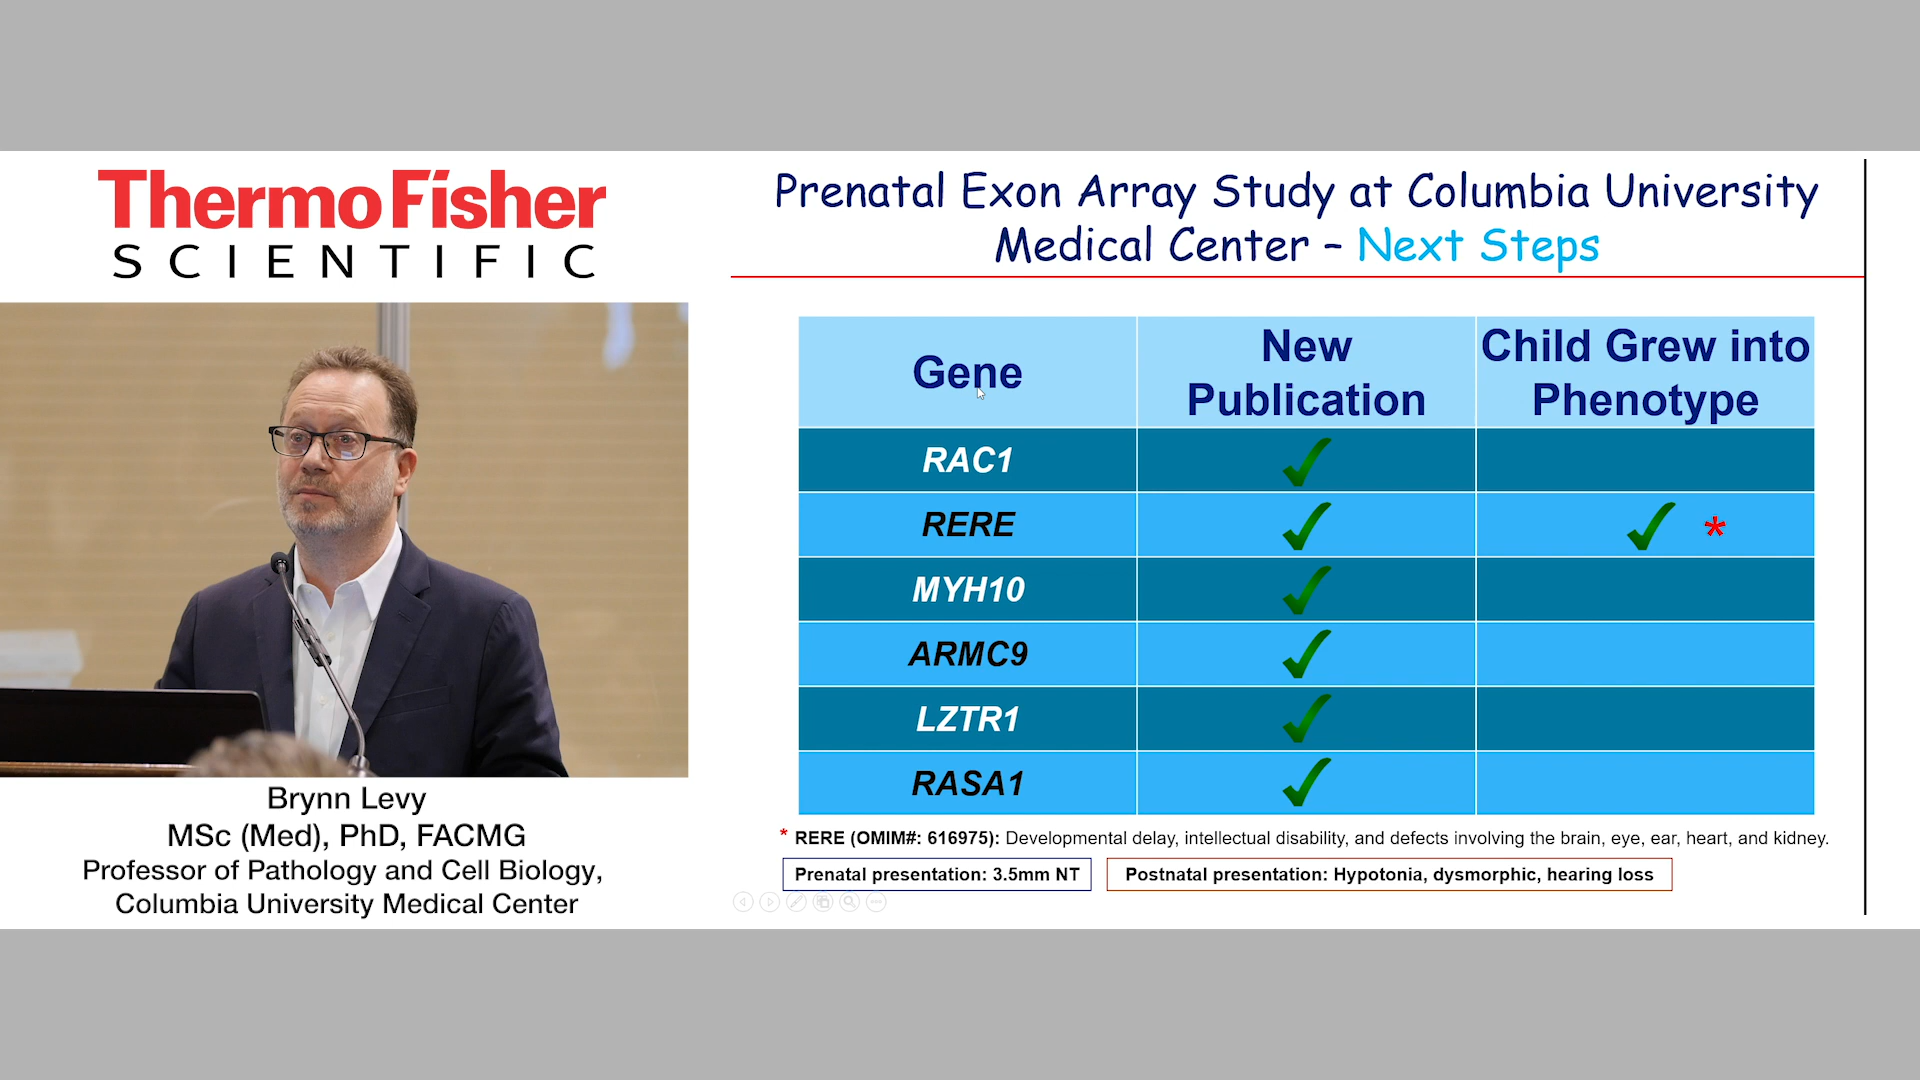 ThermoFisher
SCIENTIFIC
Brynn Levy
MSc (Med), PhD, FACMG
Professor of Pathology and Cell Biology,
Columbia University Medical Center
Prenatal Exon Array Study at Columbia University
Medical Center – Next Steps
Gene
New
Publication
Child Grew into
Phenotype
RAC1
RERE
*
MYH10
ARMC9
LZTR1
RASA1
* RERE (OMIM#: 616975): Developmental delay, intellectual disability, and defects involving the brain, eye, ear, heart, and kidney.
Prenatal presentation: 3.5mm NT
Postnatal presentation: Hypotonia, dysmorphic, hearing loss